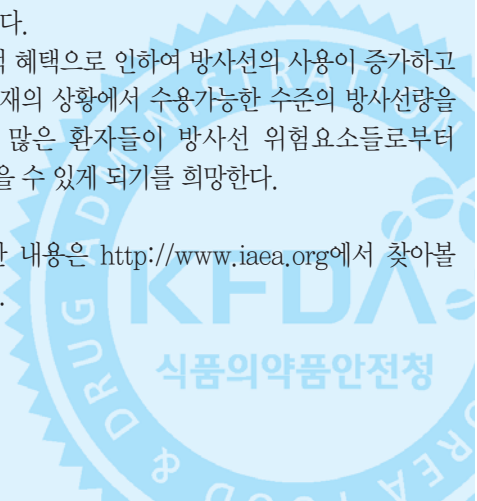 다.
혜택으로 인하여 방사선의 사용이 증가하고
재의 상황에서 수용가능한 수준의 방사선량을
많은 환자들이 방사선 위험요소들로부터
을 수 있게 되기를 희망한다.
내용은 http://www.iaea.org에서 찾아볼
.
KFDA
식품의약품안전청
DRUG ADMINISTRATION
KOREA FOOD &